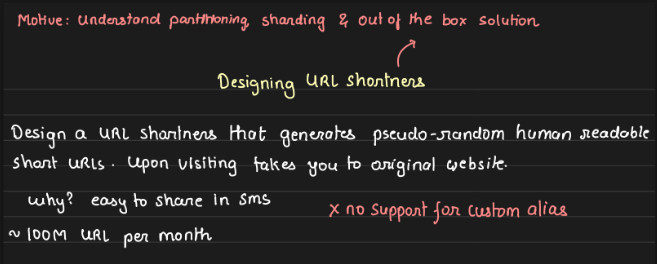 Motive: Understand partitioning, sharding & out of the box solution
Designing URL shortners
Design a URL shortners that generates pseudo-random human readable
short URLs. Upon visiting takes you to original website.
why? easy to share in SMS
x no support for custom alias
~ 100M URL per month